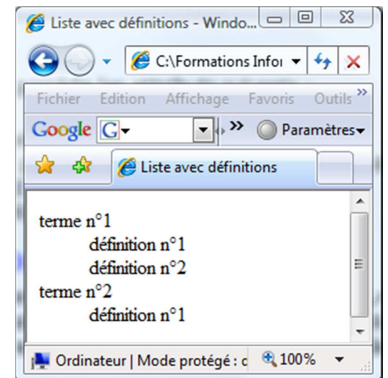 Liste avec définitions - Windo...
C:\Formations Infor
Fichier Edition Affichage Favoris Outils »
Google G » Paramètres
Liste avec définitions
terme n°1
définition n°1
définition n°2
terme n°2
définition n°1
Ordinateur | Mode protégé : 100%